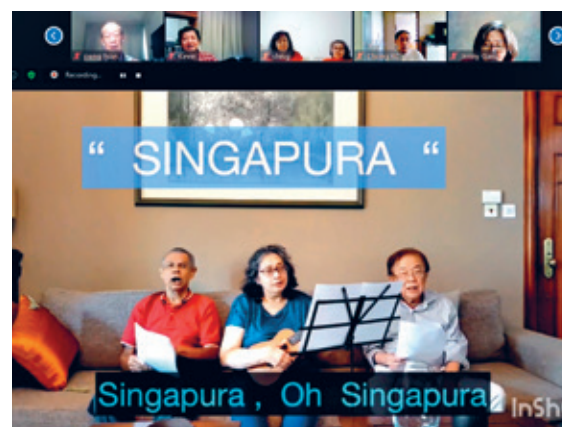 Recording...
“ SINGAPURA “
Singapura , Oh Singapura
InSh